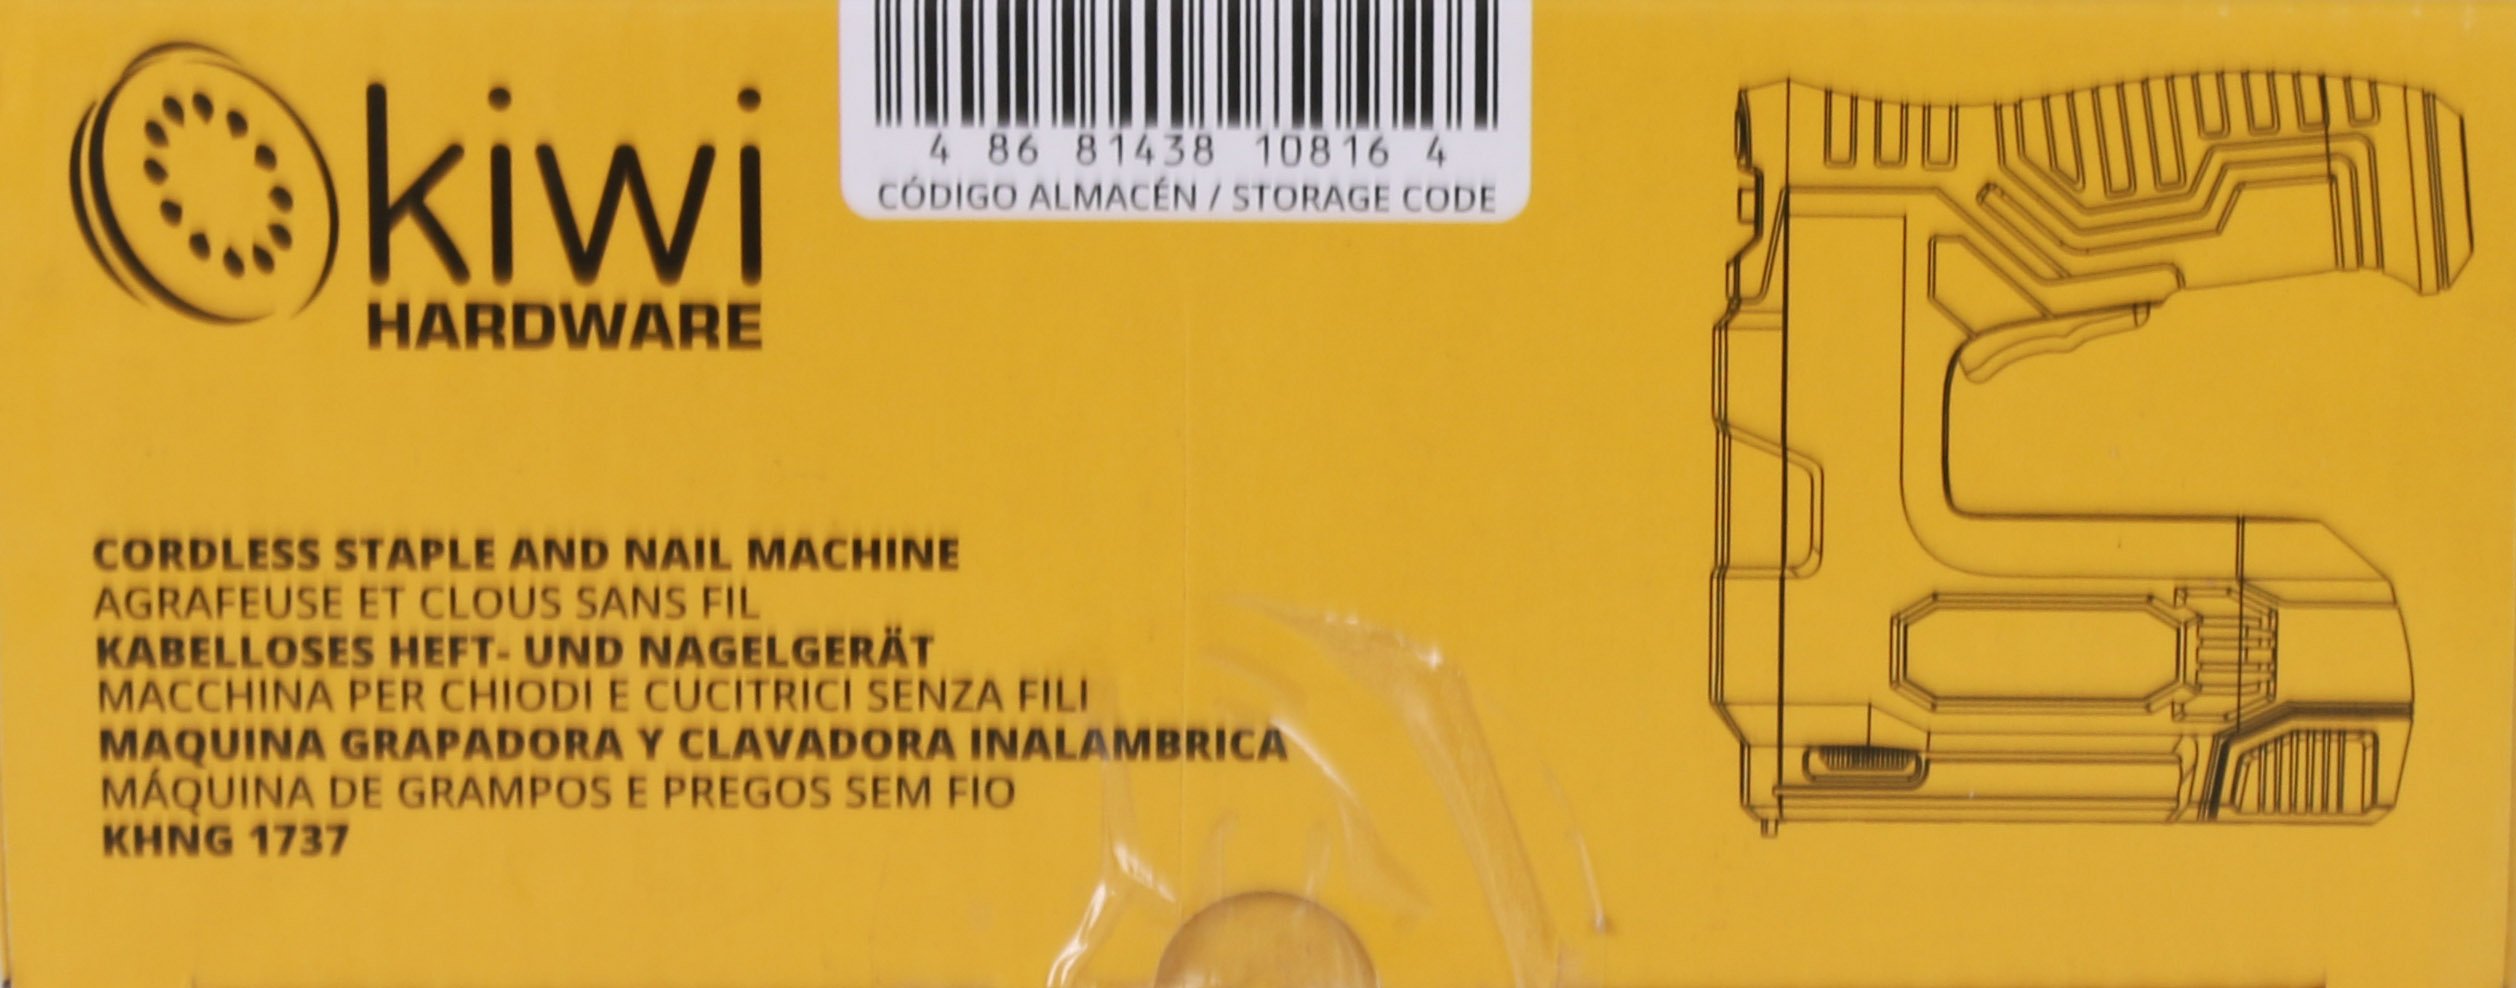 kiwi
HARDWARE
4 86 81438 10816 4
CÓDIGO ALMACÉN / STORAGE CODE
CORDLESS STAPLE AND NAIL MACHINE
AGRAFEUSE ET CLOUS SANS FIL
KABELLOSES HEFT- UND NAGELGERÄT
MACCHINA PER CHIODI E CUCITRICI SENZA FILI
MAQUINA GRAPADORA Y CLAVADORA INALAMBRICA
MÁQUINA DE GRAMPOS E PREGOS SEM FIO
KHNG 1737